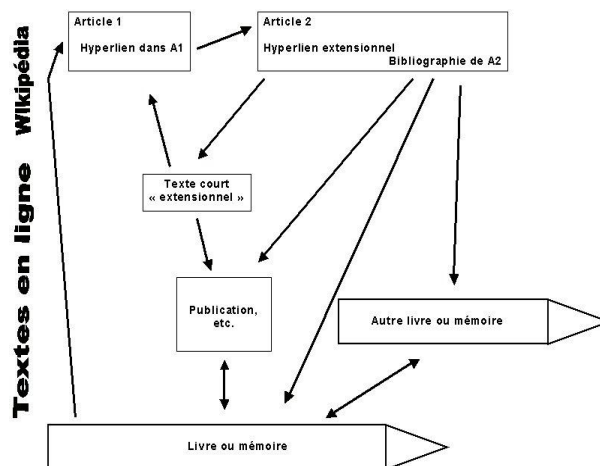 Article 1
Hyperlien dans A1
Article 2
Hyperlien extensionnel
Bibliographie de A2
Wikipédia
Textes en ligne
Texte court
« extensionnel »
Publication,
etc.
Autre livre ou mémoire
Livre ou mémoire